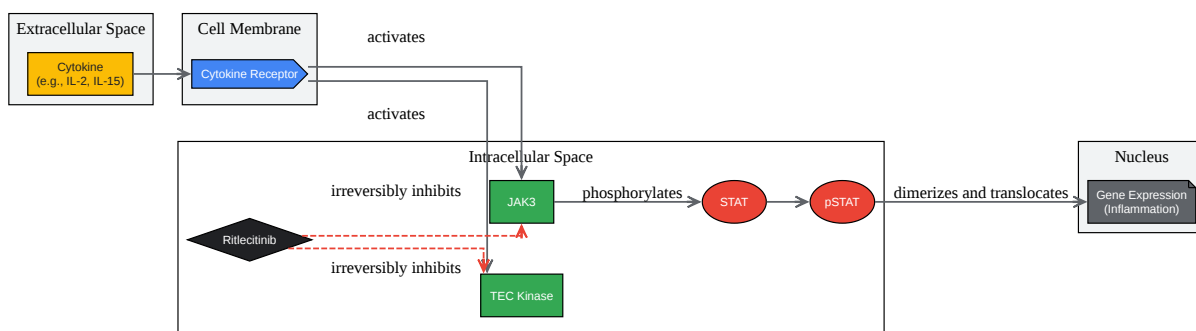 Extracellular Space
Cytokine
(e.g., IL-2, IL-15)
Cell Membrane
Cytokine Receptor
activates
activates
Intracellular Space
irreversibly inhibits
Ritlecitinib
irreversibly inhibits
JAK3
TEC Kinase
phosphorylates
STAT
pSTAT
dimerizes and translocates
Nucleus
Gene Expression
(Inflammation)